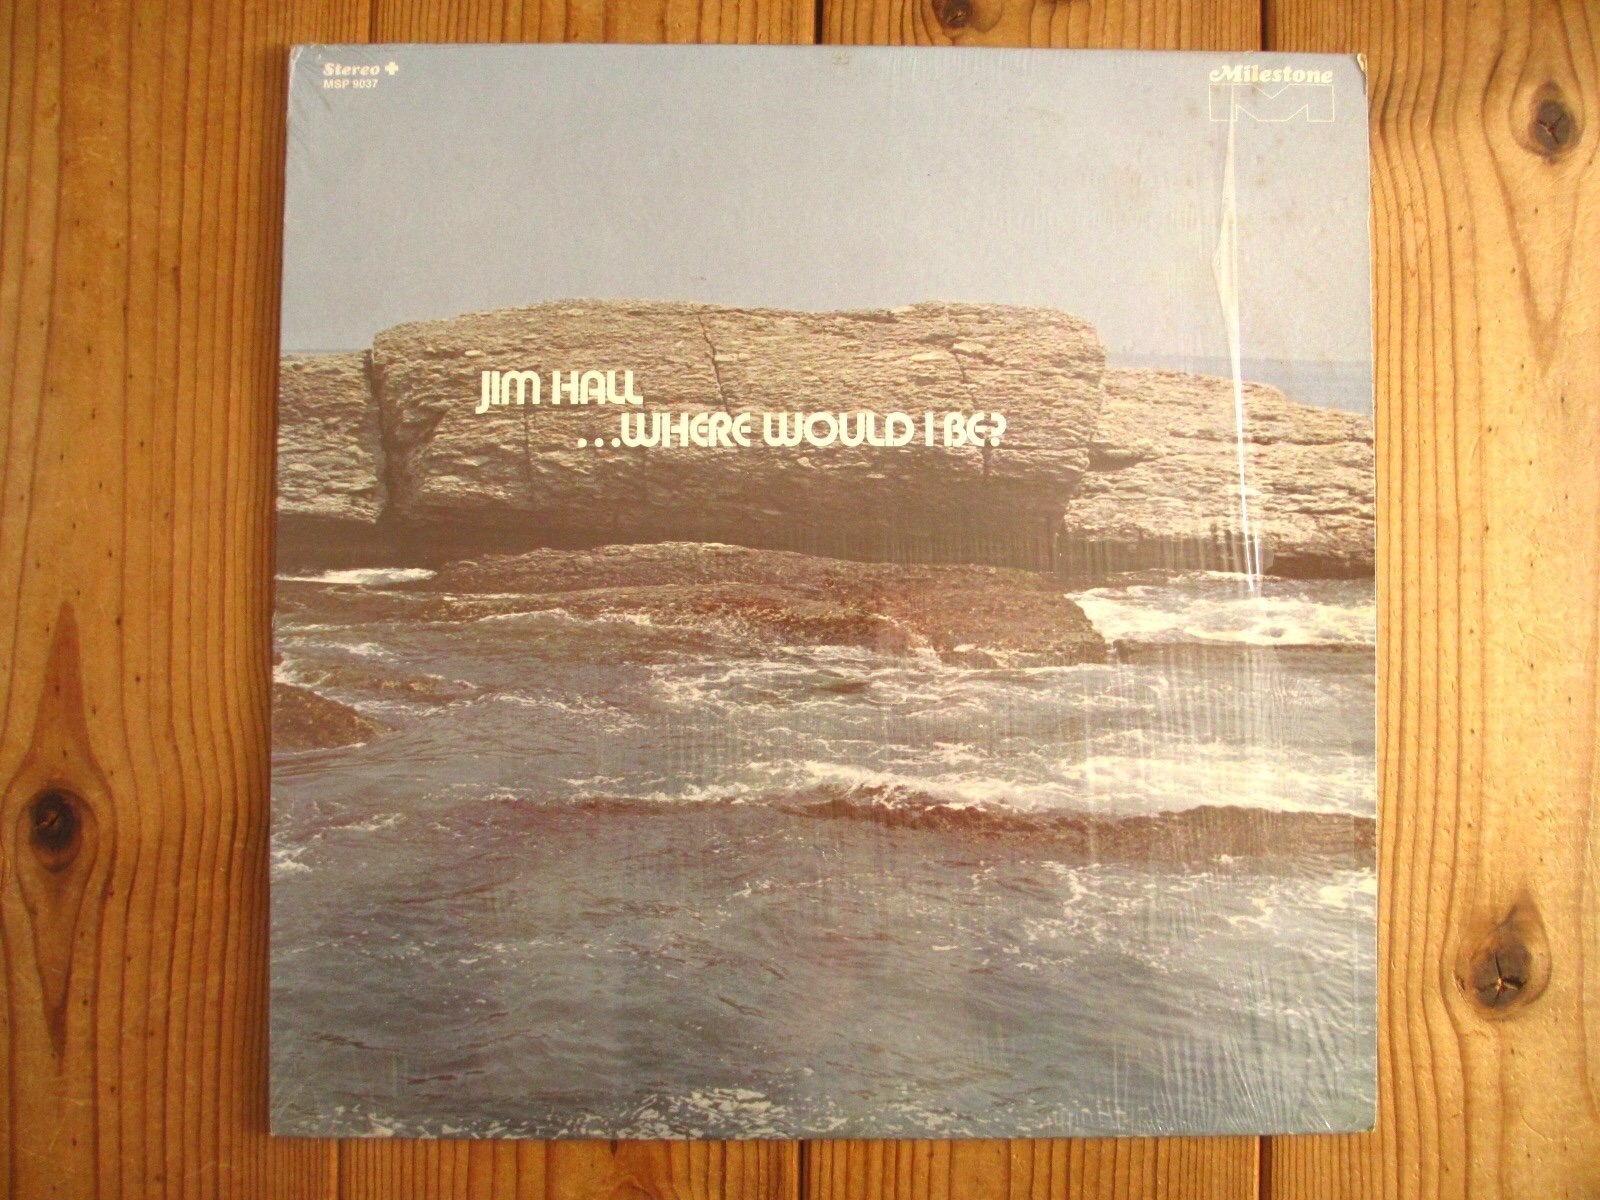 Stereo +
MSP 9037
Milestone
JIM HALL
...WHERE WOULD I BE?